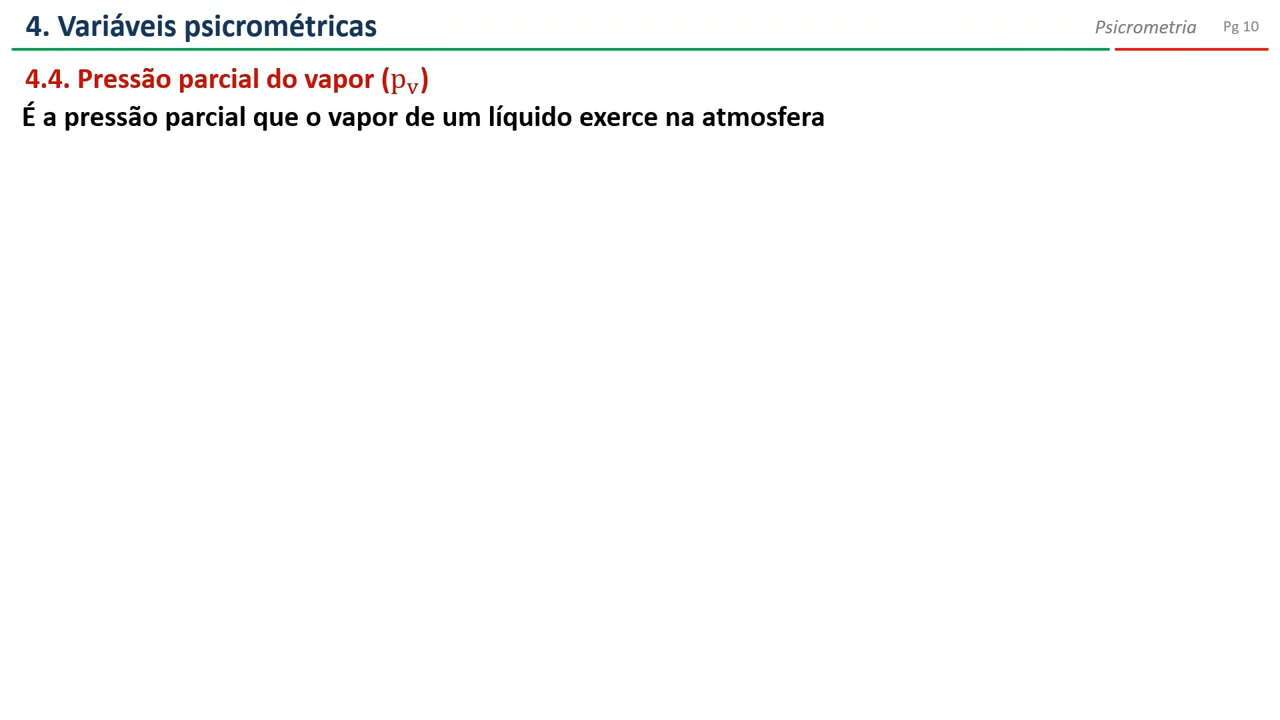 4. Variáveis psicrométricas
Psicrometria Pg 10
4.4. Pressão parcial do vapor (pᵥ)
É a pressão parcial que o vapor de um líquido exerce na atmosfera